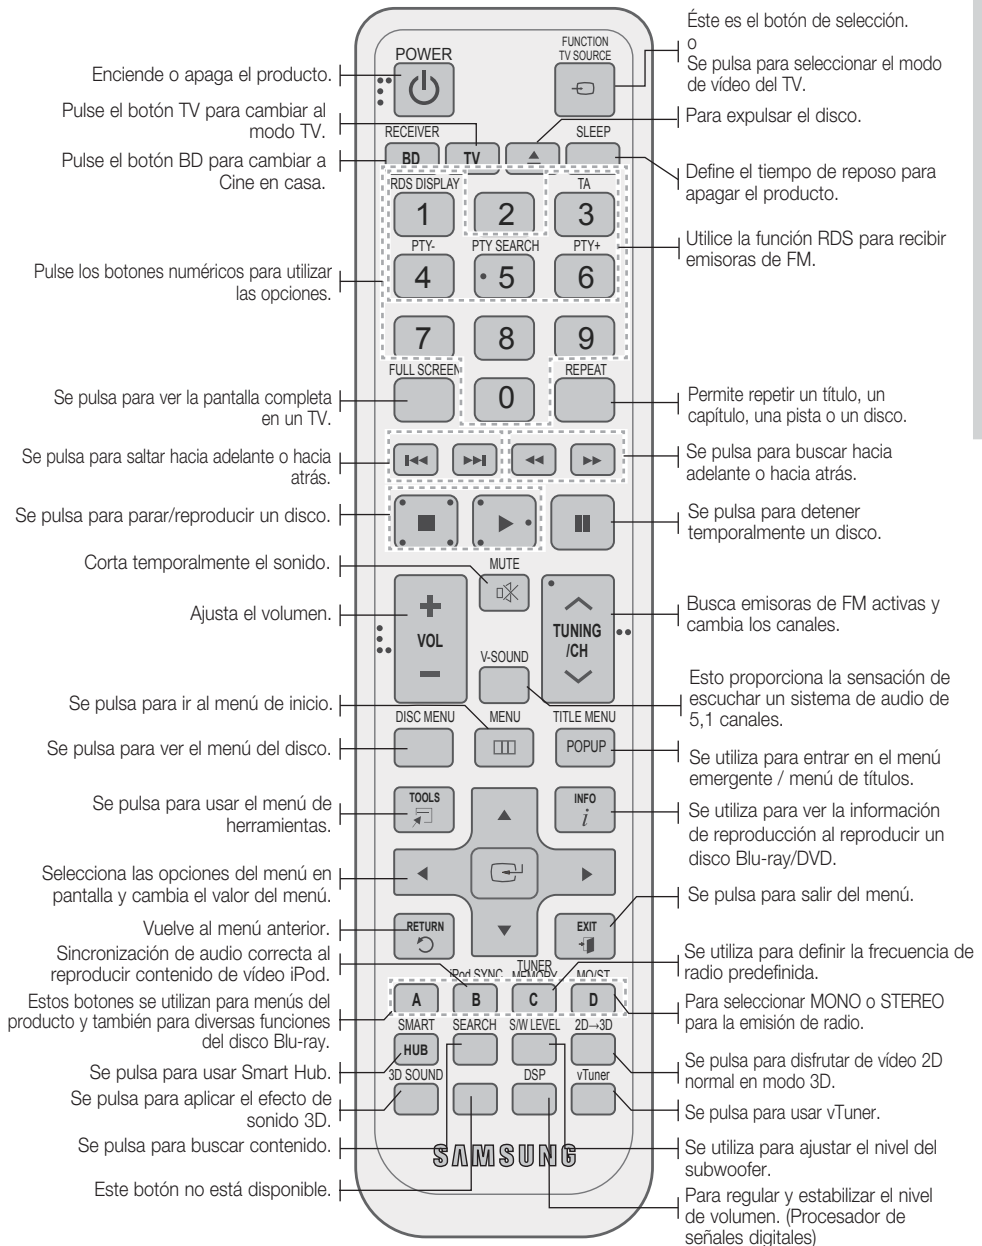 Éste es el botón de selección.
o
Se pulsa para seleccionar el modo
de vídeo del TV.
FUNCTION
TV SOURCE
POWER
Enciende o apaga el producto.
Pulse el botón TV para cambiar al
modo TV.
Para expulsar el disco.
RECEIVER
SLEEP
BD
TV
Pulse el botón BD para cambiar a
Cine en casa.
Define el tiempo de reposo para
apagar el producto.
RDS DISPLAY
TA
1
2
3
Utilice la función RDS para recibir
emisoras de FM.
PTY-
PTY SEARCH
PTY+
4
5
6
Pulse los botones numéricos para utilizar
las opciones.
7
8
9
FULL SCREEN
REPEAT
0
Se pulsa para ver la pantalla completa
en un TV.
Permite repetir un título, un
capítulo, una pista o un disco.
Se pulsa para saltar hacia adelante o hacia
atrás.
Se pulsa para buscar hacia
adelante o hacia atrás.
Se pulsa para parar/reproducir un disco.
Se pulsa para detener
temporalmente un disco.
Corta temporalmente el sonido.
MUTE
Ajusta el volumen.
VOL
TUNING
/CH
Busca emisoras de FM activas y
cambia los canales.
V-SOUND
Esto proporciona la sensación de
escuchar un sistema de audio de
5,1 canales.
Se pulsa para ir al menú de inicio.
DISC MENU
MENU
TITLE MENU
POPUP
Se pulsa para ver el menú del disco.
Se utiliza para entrar en el menú
emergente / menú de títulos.
TOOLS
INFO
i
Se pulsa para usar el menú de
herramientas.
Se utiliza para ver la información
de reproducción al reproducir un
disco Blu-ray/DVD.
Selecciona las opciones del menú en
pantalla y cambia el valor del menú.
Se pulsa para salir del menú.
Vuelve al menú anterior.
RETURN
EXIT
Sincronización de audio correcta al
reproducir contenido de vídeo iPod.
Se utiliza para definir la frecuencia de
radio predefinida.
iPod SYNC
TUNER
MEMORY
MO/ST
A
B
C
D
Estos botones se utilizan para menús del
producto y también para diversas funciones
del disco Blu-ray.
Para seleccionar MONO o STEREO
para la emisión de radio.
SMART
SEARCH
S/W LEVEL
2D→3D
HUB
Se pulsa para usar Smart Hub.
Se pulsa para disfrutar de vídeo 2D
normal en modo 3D.
3D SOUND
DSP
vTuner
Se pulsa para aplicar el efecto de
sonido 3D.
Se pulsa para usar vTuner.
Se pulsa para buscar contenido.
SAMSUNG
Se utiliza para ajustar el nivel del
subwoofer.
Este botón no está disponible.
Para regular y estabilizar el nivel
de volumen. (Procesador de
señales digitales)